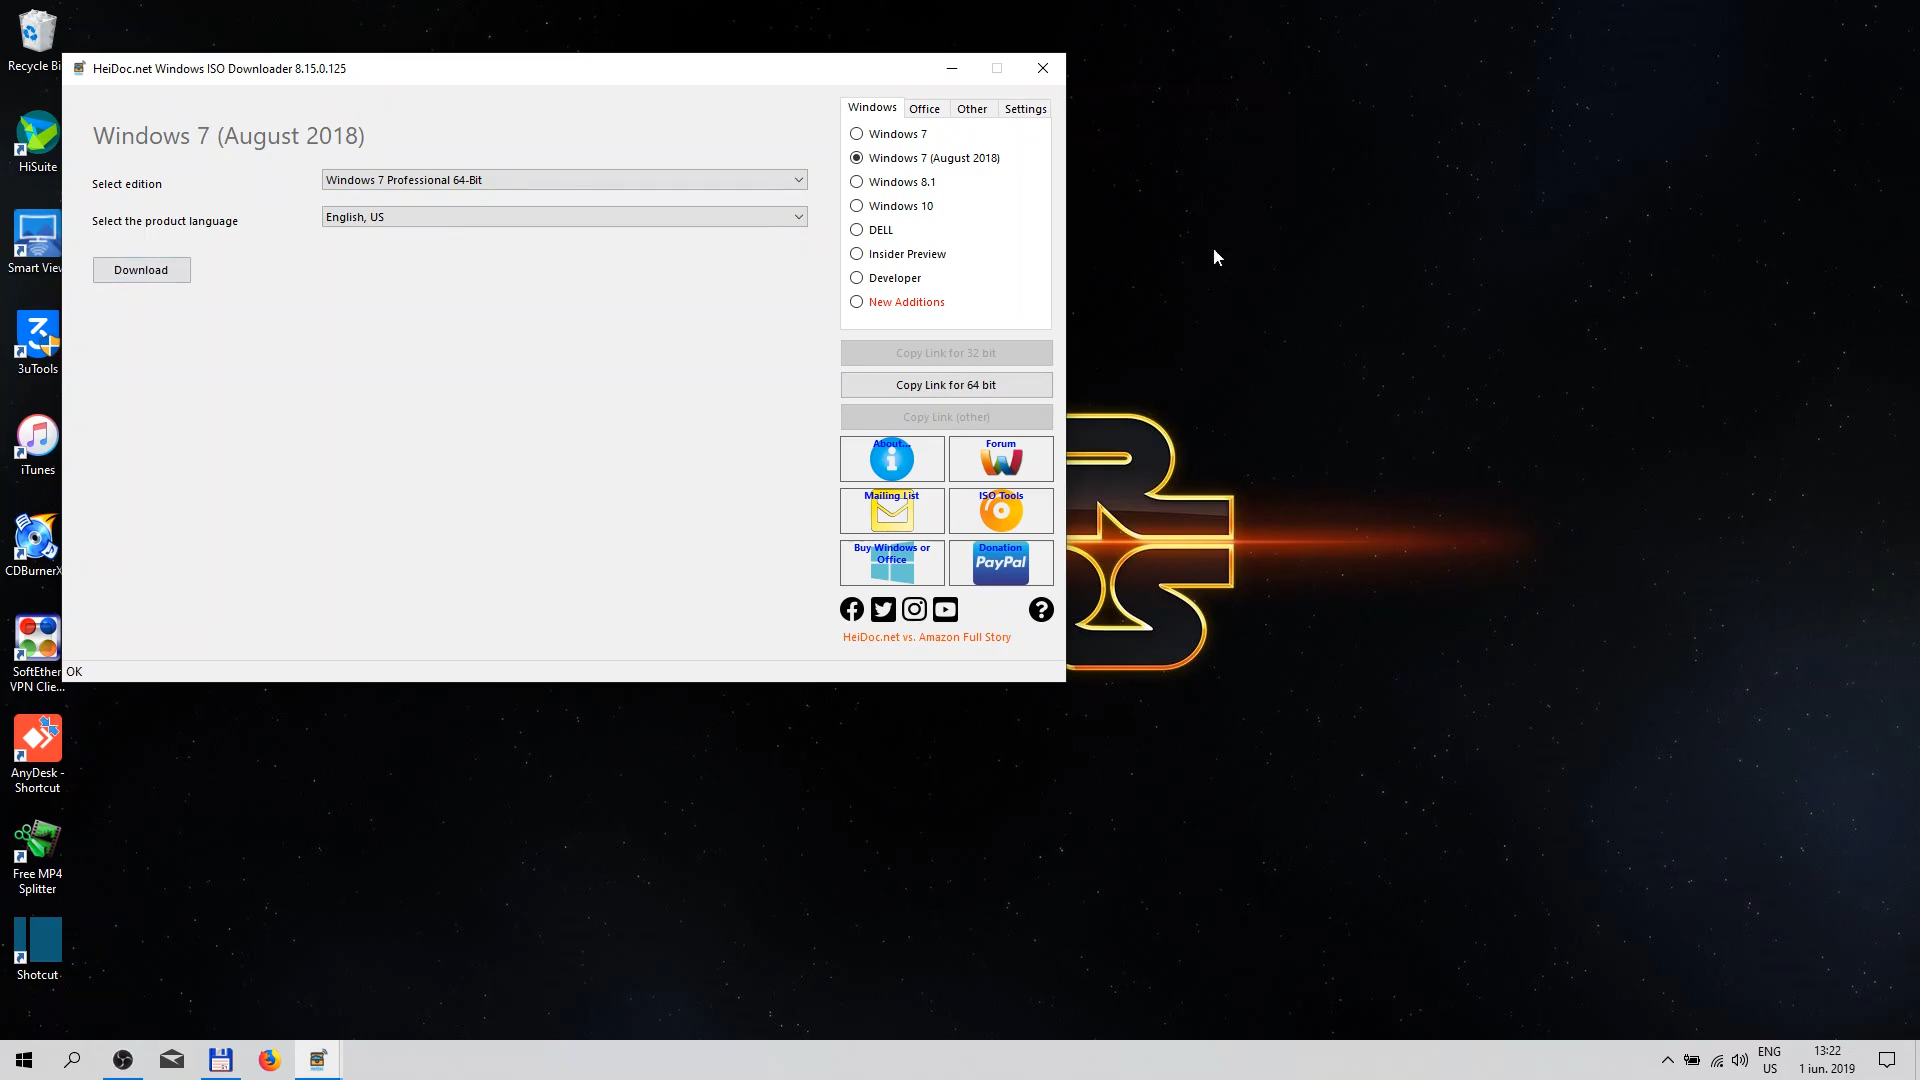 Recycle Bi
HeiDoc.net Windows ISO Downloader 8.15.0.125
HiSuite
Smart View
3uTools
iTunes
CDBurnerX
SoftEther
VPN Clie...
AnyDesk -
Shortcut
Free MP4
Splitter
Shotcut
Windows 7 (August 2018)
Select edition
Windows 7 Professional 64-Bit
Select the product language
English, US
Download
Windows Office Other Settings
Windows 7
Windows 7 (August 2018)
Windows 8.1
Windows 10
DELL
Insider Preview
Developer
New Additions
Copy Link for 32 bit
Copy Link for 64 bit
Copy Link (other)
About...
Forum
Mailing List
ISO Tools
Buy Windows or
Office
Donation
PayPal
HeiDoc.net vs. Amazon Full Story
OK
ENG
US
13:22
1 iun. 2019